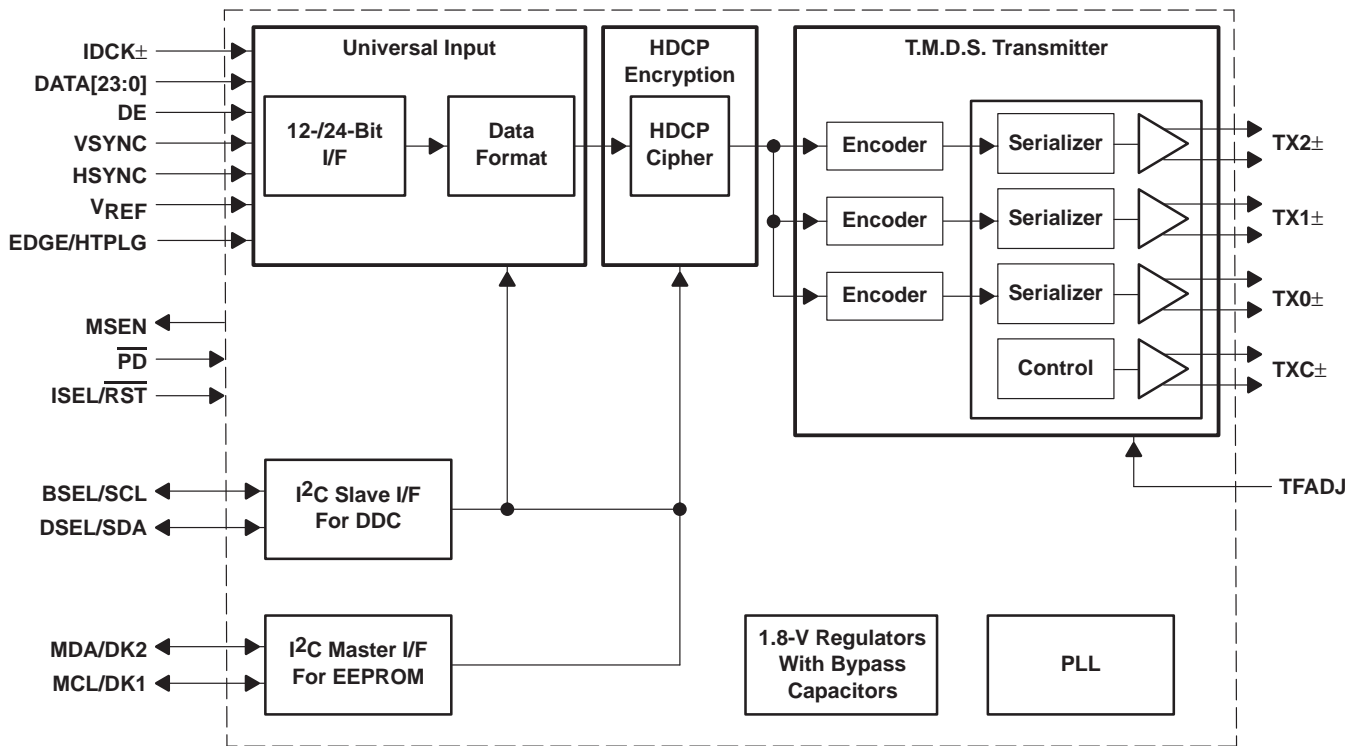 Universal Input
HDCP
Encryption
T.M.D.S. Transmitter
IDCK±
DATA[23:0]
DE
VSYNC
HSYNC
VREF
EDGE/HTPLG
12-/24-Bit
I/F
Data
Format
HDCP
Cipher
Encoder
Serializer
TX2±
Encoder
Serializer
TX1±
Encoder
Serializer
TX0±
Control
TXC±
MSEN
P̅D̅
ISEL/R̅S̅T̅
TFADJ
BSEL/SCL
DSEL/SDA
I²C Slave I/F
For DDC
MDA/DK2
MCL/DK1
I²C Master I/F
For EEPROM
1.8-V Regulators
With Bypass
Capacitors
PLL